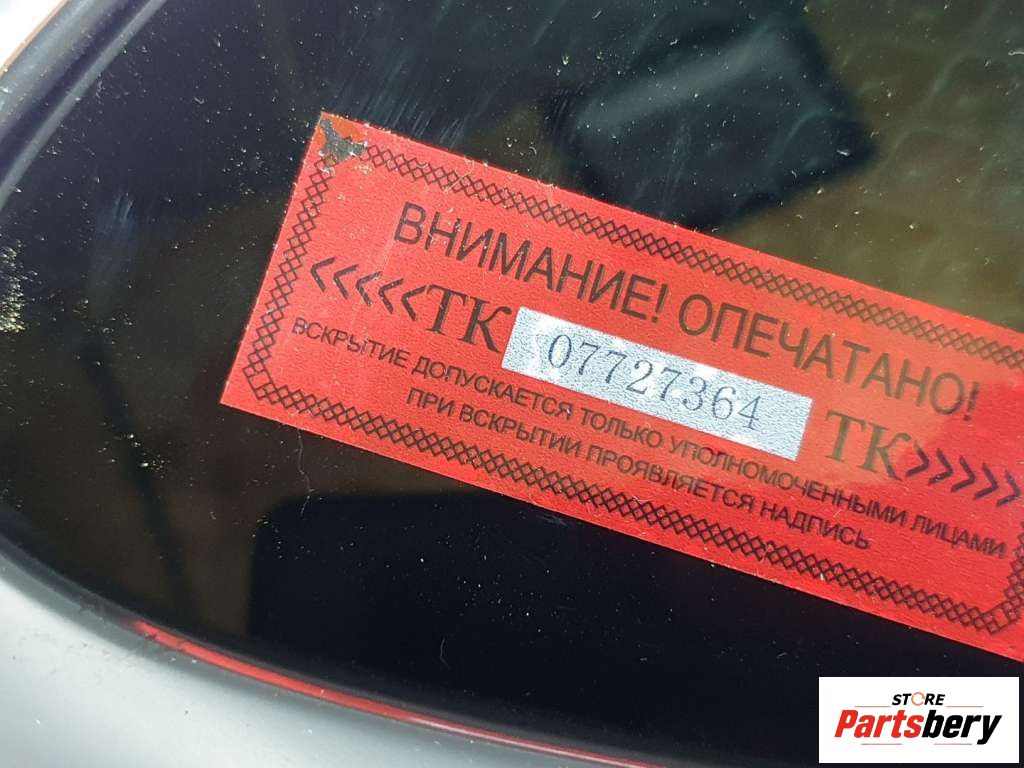 ВНИМАНИЕ! ОПЕЧАТАНО!
<<<<<ТК 07727364 ТК>>>>>
ВСКРЫТИЕ ДОПУСКАЕТСЯ ТОЛЬКО УПОЛНОМОЧЕННЫМИ ЛИЦАМИ
ПРИ ВСКРЫТИИ ПРОЯВЛЯЕТСЯ НАДПИСЬ
STORE
Partsbery